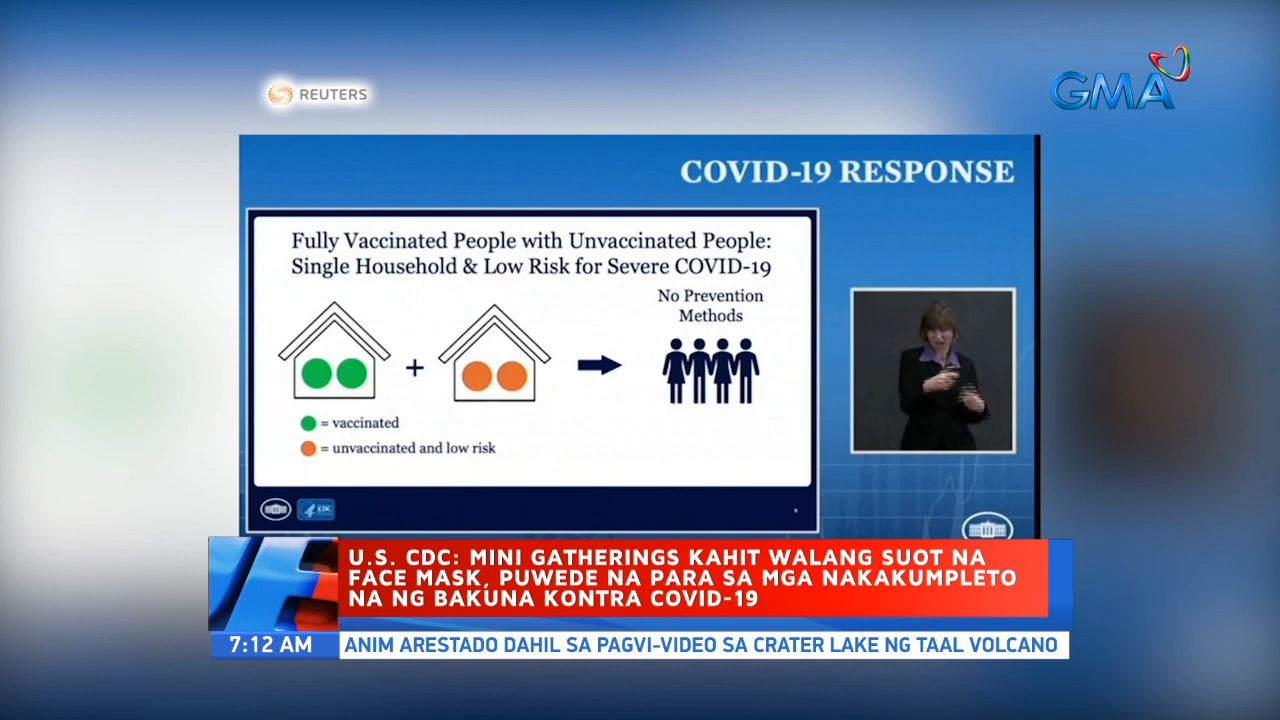 REUTERS
GMA
COVID-19 RESPONSE
Fully Vaccinated People with Unvaccinated People:
Single Household & Low Risk for Severe COVID-19
No Prevention
Methods
+
= vaccinated
= unvaccinated and low risk
CDC
U.S. CDC: MINI GATHERINGS KAHIT WALANG SUOT NA
FACE MASK, PUWEDE NA PARA SA MGA NAKAKUMPLETO
NA NG BAKUNA KONTRA COVID-19
7:12 AM
ANIM ARESTADO DAHIL SA PAGVI-VIDEO SA CRATER LAKE NG TAAL VOLCANO